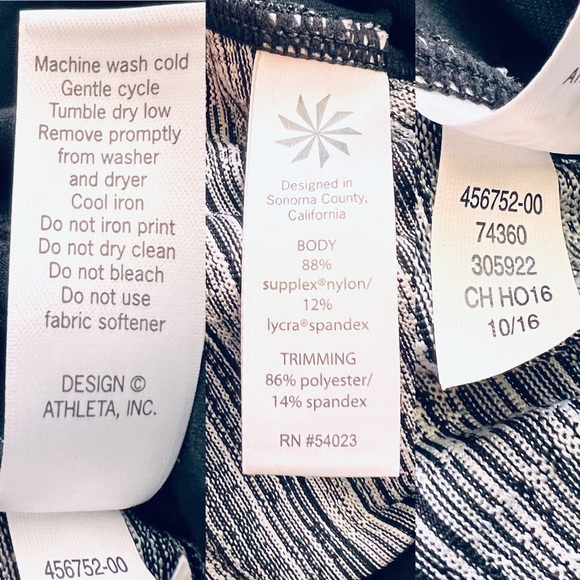 Machine wash cold
Gentle cycle
Tumble dry low
Remove promptly
from washer
and dryer
Cool iron
Do not iron print
Do not dry clean
Do not bleach
Do not use
fabric softener
DESIGN ©
ATHLETA, INC.
456752-00
Designed in
Sonoma County,
California
BODY
88%
supplex®nylon/
12%
lycra®spandex
TRIMMING
86% polyester/
14% spandex
RN #54023
456752-00
74360
305922
CH HO16
10/16